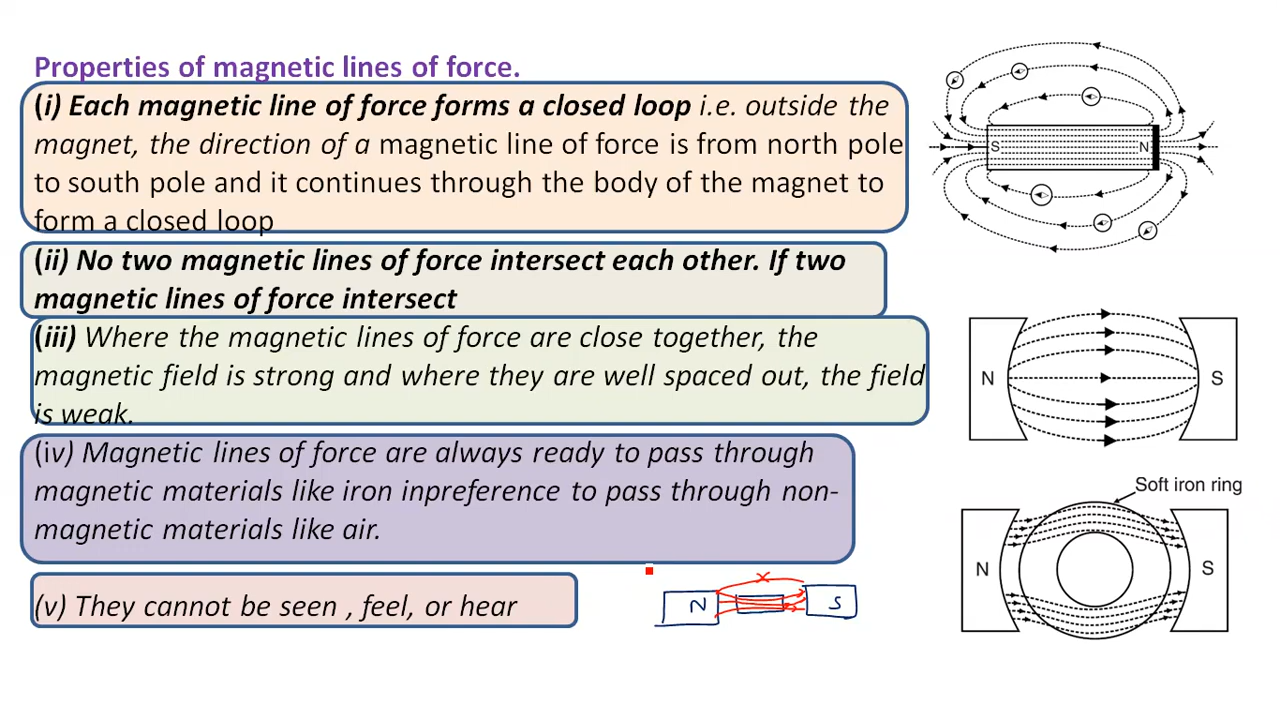 Properties of magnetic lines of force.
(i) Each magnetic line of force forms a closed loop i.e. outside the
magnet, the direction of a magnetic line of force is from north pole
to south pole and it continues through the body of the magnet to
form a closed loop
(ii) No two magnetic lines of force intersect each other. If two
magnetic lines of force intersect
(iii) Where the magnetic lines of force are close together, the
magnetic field is strong and where they are well spaced out, the field
is weak.
(iv) Magnetic lines of force are always ready to pass through
magnetic materials like iron inpreference to pass through non-
magnetic materials like air.
(v) They cannot be seen , feel, or hear
N
S
x
S
N
N
S
Soft iron ring
N
S